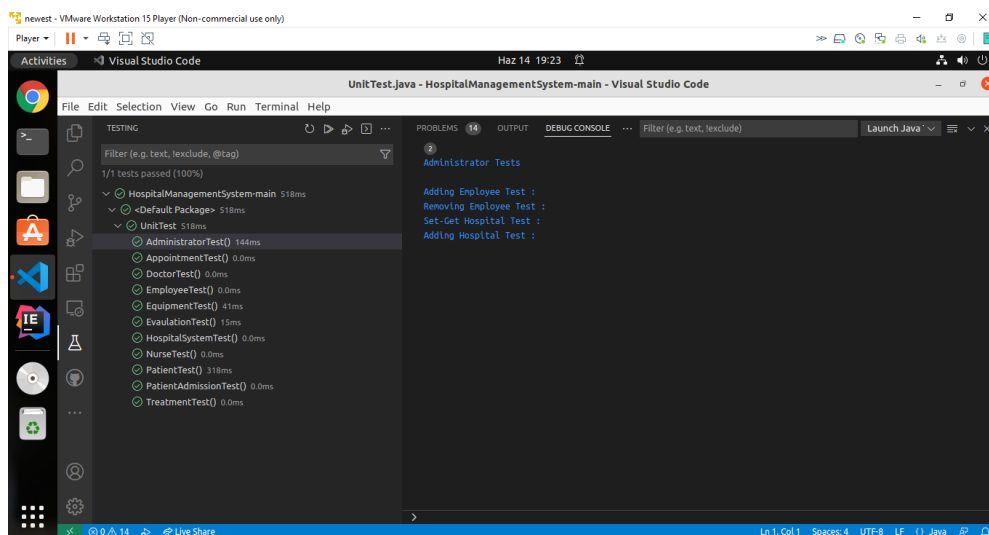 newest - VMware Workstation 15 Player (Non-commercial use only)
Player
Activities Visual Studio Code Haz 14 19:23
UnitTest.java - HospitalManagementSystem-main - Visual Studio Code
File Edit Selection View Go Run Terminal Help
TESTING
Filter (e.g. text, !exclude, @tag)
1/1 tests passed (100%)
HospitalManagementSystem-main 518ms
<Default Package> 518ms
UnitTest 518ms
AdministratorTest() 144ms
AppointmentTest() 0.0ms
DoctorTest() 0.0ms
EmployeeTest() 0.0ms
EquipmentTest() 41ms
EvaulationTest() 15ms
HospitalSystemTest() 0.0ms
NurseTest() 0.0ms
PatientTest() 318ms
PatientAdmissionTest() 0.0ms
TreatmentTest() 0.0ms
PROBLEMS 14 OUTPUT DEBUG CONSOLE ... Filter (e.g. text, !exclude) Launch Java
2
Administrator Tests
Adding Employee Test :
Removing Employee Test :
Set-Get Hospital Test :
Adding Hospital Test :
>
IE
0 14 Live Share Ln 1, Col 1 Spaces: 4 UTF-8 LF {} Java